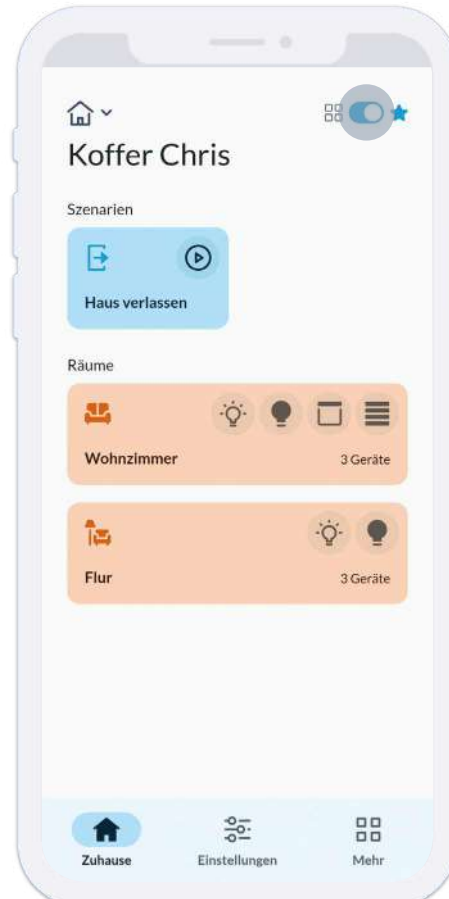 Koffer Chris
Szenarien
Haus verlassen
Räume
Wohnzimmer
3 Geräte
Flur
3 Geräte
Zuhause
Einstellungen
Mehr